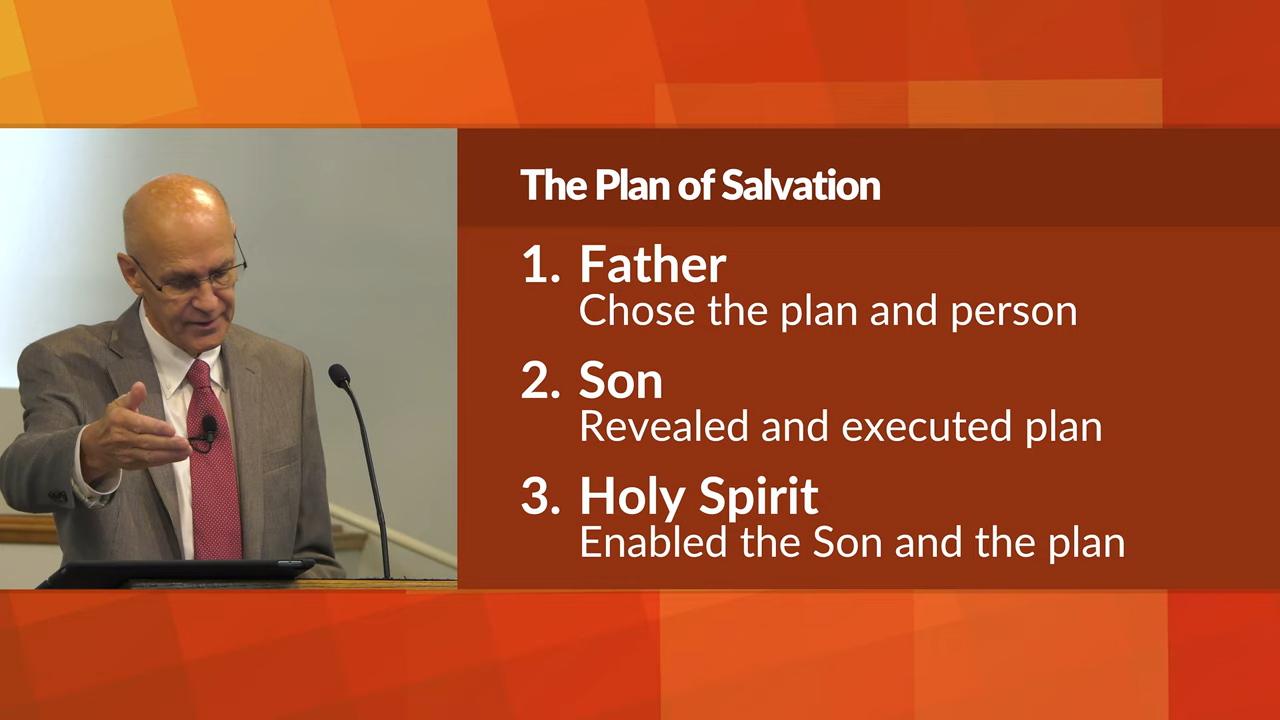 The Plan of Salvation
1. Father
Chose the plan and person
2. Son
Revealed and executed plan
3. Holy Spirit
Enabled the Son and the plan